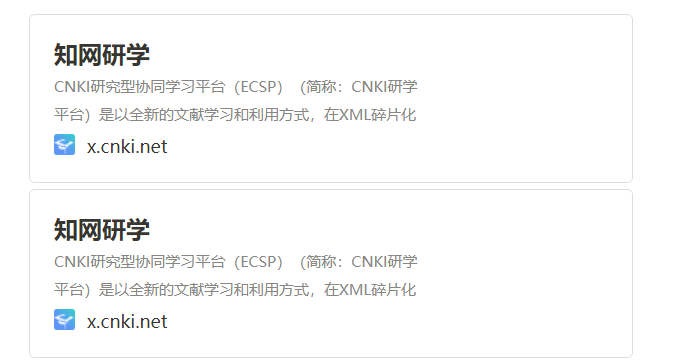 知网研学
CNKI研究型协同学习平台（ECSP）（简称：CNKI研学
平台）是以全新的文献学习和利用方式，在XML碎片化
x.cnki.net
知网研学
CNKI研究型协同学习平台（ECSP）（简称：CNKI研学
平台）是以全新的文献学习和利用方式，在XML碎片化
x.cnki.net